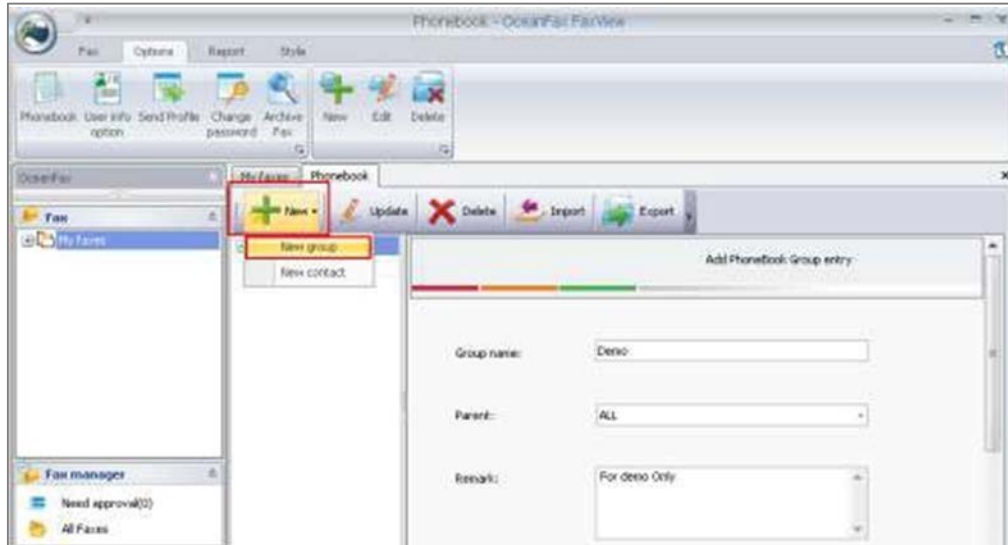 Phonebook - OceanFax FaxView
Fax Options Report Style
Phonebook User info option Send Profile Change password Archive Fax New Edit Delete
OceanFax
My faxes Phonebook
New Update Delete Import Export
Fax
My faxes
New group
New contact
Add PhoneBook Group entry
Group name: Demo
Parent: ALL
Remark: For demo Only
Fax manager
Need approval(0)
All Faxes